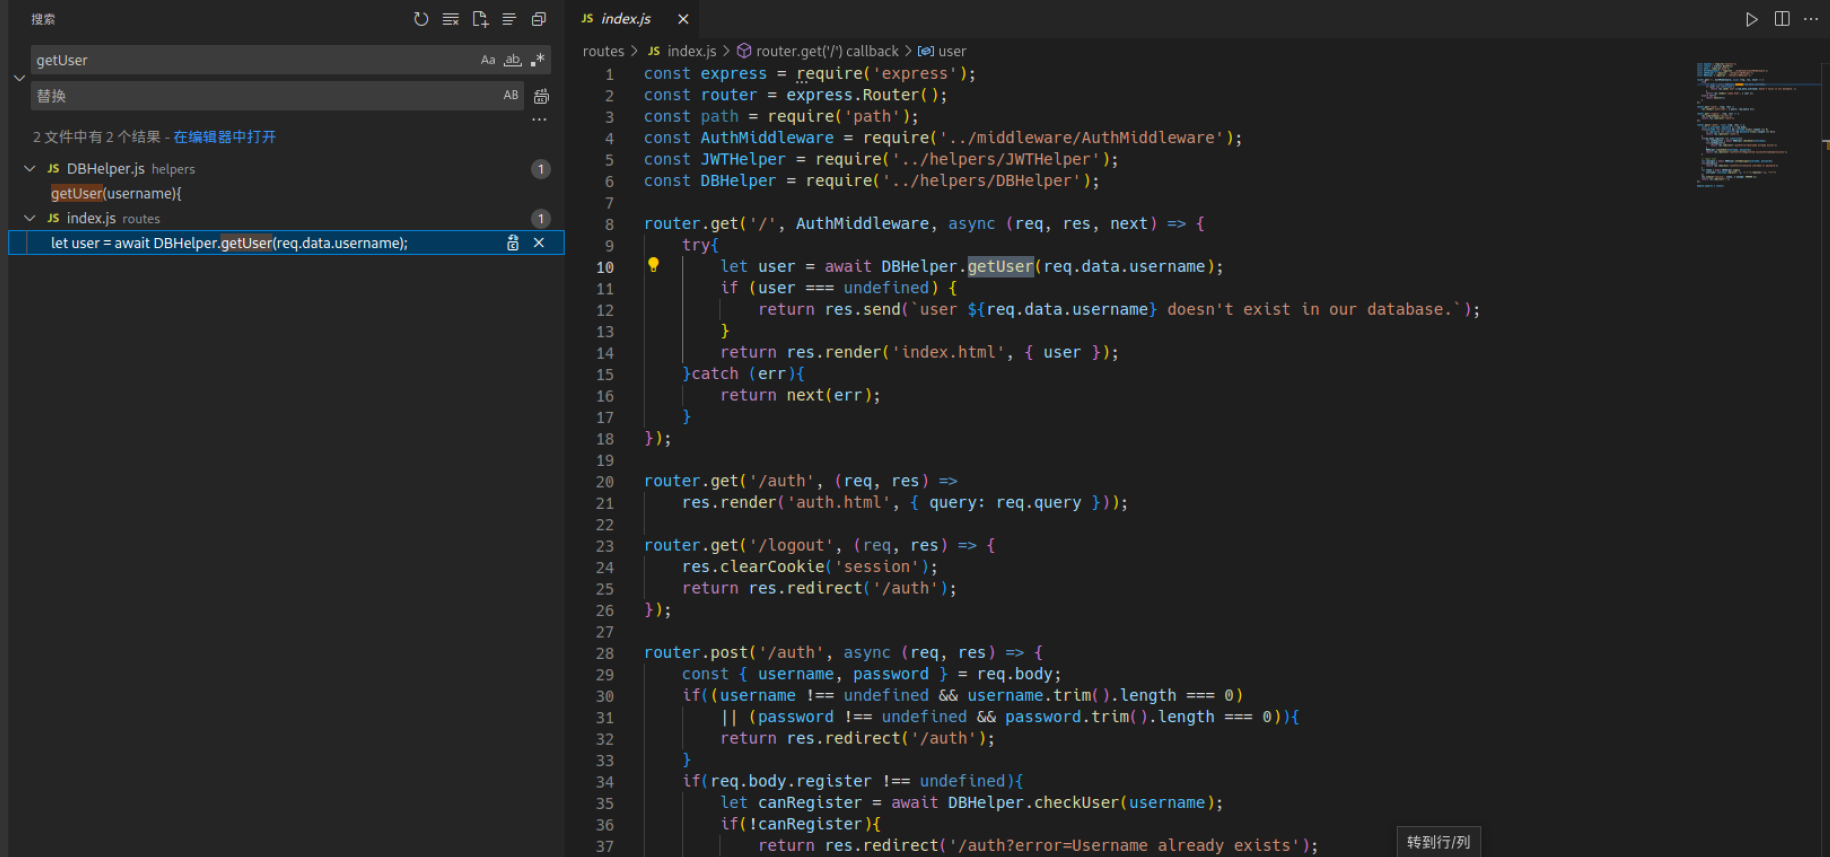 搜索
getUser
Aa ab .*
替换
AB
...
2 文件中有 2 个结果 - 在编辑器中打开
JS DBHelper.js helpers 1
getUser(username){
JS index.js routes 1
let user = await DBHelper.getUser(req.data.username);
JS index.js
routes > JS index.js > router.get('/') callback > user
1 const express = require('express');
2 const router = express.Router();
3 const path = require('path');
4 const AuthMiddleware = require('../middleware/AuthMiddleware');
5 const JWTHelper = require('../helpers/JWTHelper');
6 const DBHelper = require('../helpers/DBHelper');
7
8 router.get('/', AuthMiddleware, async (req, res, next) => {
9 try{
10 let user = await DBHelper.getUser(req.data.username);
11 if (user === undefined) {
12 return res.send(`user ${req.data.username} doesn't exist in our database.`);
13 }
14 return res.render('index.html', { user });
15 }catch (err){
16 return next(err);
17 }
18 });
19
20 router.get('/auth', (req, res) =>
21 res.render('auth.html', { query: req.query }));
22
23 router.get('/logout', (req, res) => {
24 res.clearCookie('session');
25 return res.redirect('/auth');
26 });
27
28 router.post('/auth', async (req, res) => {
29 const { username, password } = req.body;
30 if((username !== undefined && username.trim().length === 0)
31 || (password !== undefined && password.trim().length === 0)){
32 return res.redirect('/auth');
33 }
34 if(req.body.register !== undefined){
35 let canRegister = await DBHelper.checkUser(username);
36 if(!canRegister){
37 return res.redirect('/auth?error=Username already exists');
转到行/列